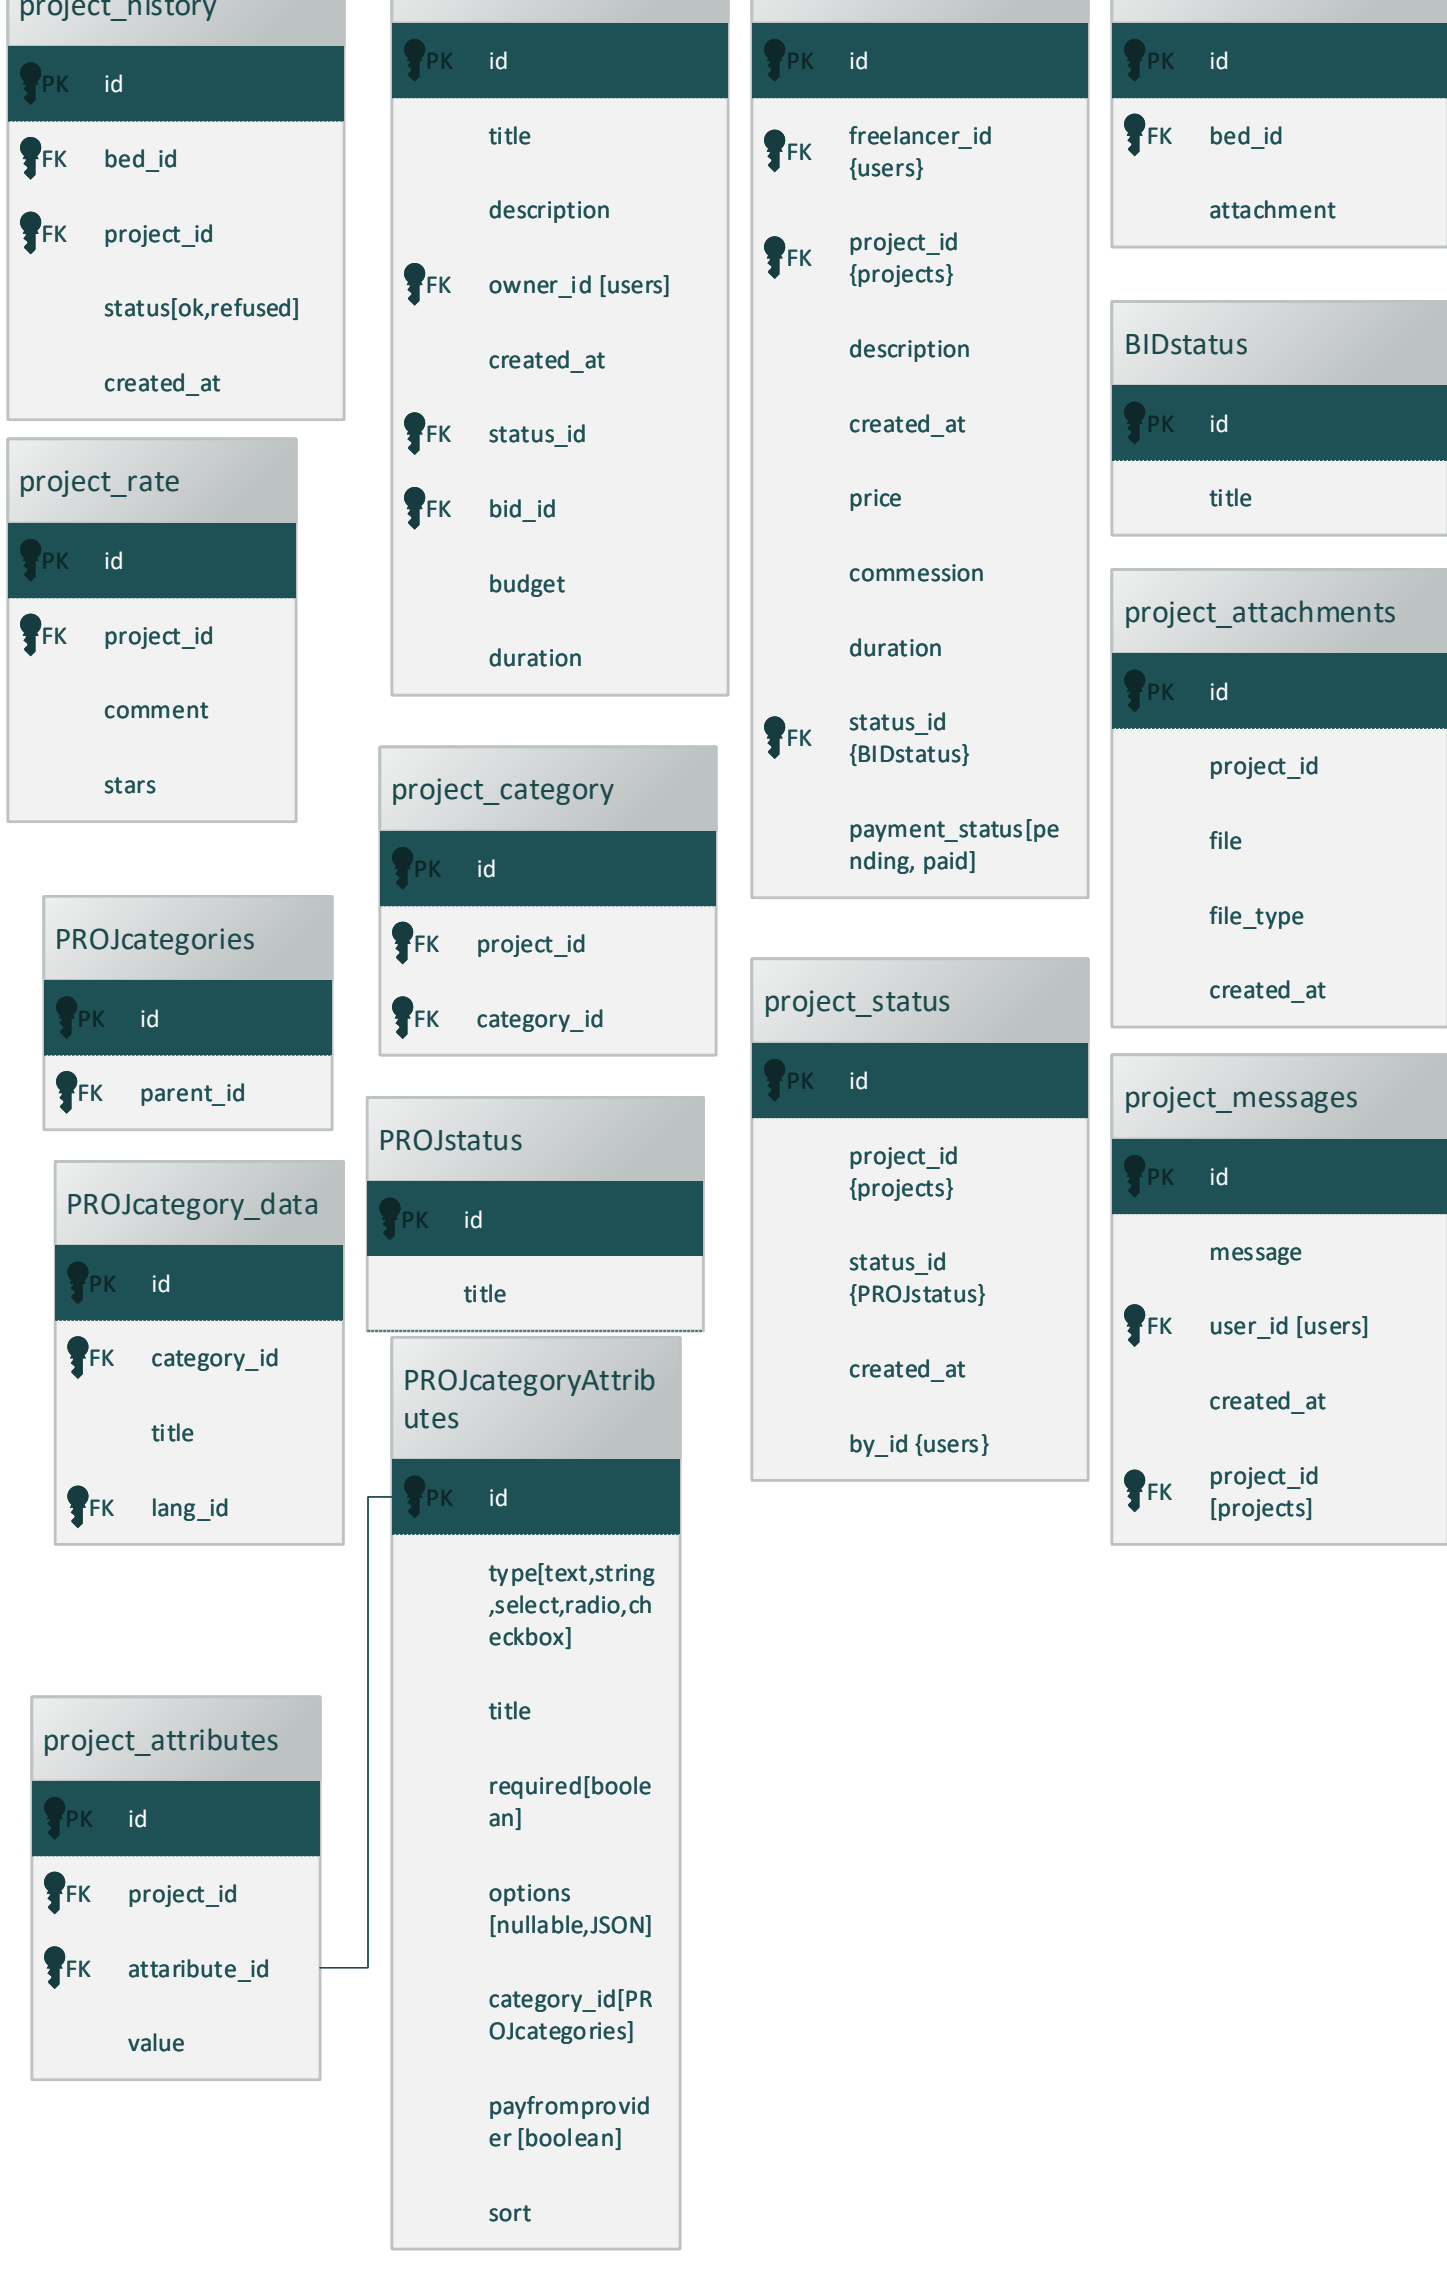 project_history
PK id
FK bed_id
FK project_id
status[ok,refused]
created_at
project_rate
PK id
FK project_id
comment
stars
PROJcategories
PK id
FK parent_id
PROJcategory_data
PK id
FK category_id
title
FK lang_id
project_attributes
PK id
FK project_id
FK attaribute_id
value
PK id
title
description
FK owner_id [users]
created_at
FK status_id
FK bid_id
budget
duration
project_category
PK id
FK project_id
FK category_id
PROJstatus
PK id
title
PROJcategoryAttrib
utes
PK id
type[text,string
,select,radio,ch
eckbox]
title
required[boole
an]
options
[nullable,JSON]
category_id[PR
OJcategories]
payfromprovid
er [boolean]
sort
PK id
FK freelancer_id
{users}
FK project_id
{projects}
description
created_at
price
commession
duration
FK status_id
{BIDstatus}
payment_status[pe
nding, paid]
project_status
PK id
project_id
{projects}
status_id
{PROJstatus}
created_at
by_id {users}
PK id
FK bed_id
attachment
BIDstatus
PK id
title
project_attachments
PK id
project_id
file
file_type
created_at
project_messages
PK id
message
FK user_id [users]
created_at
FK project_id
[projects]